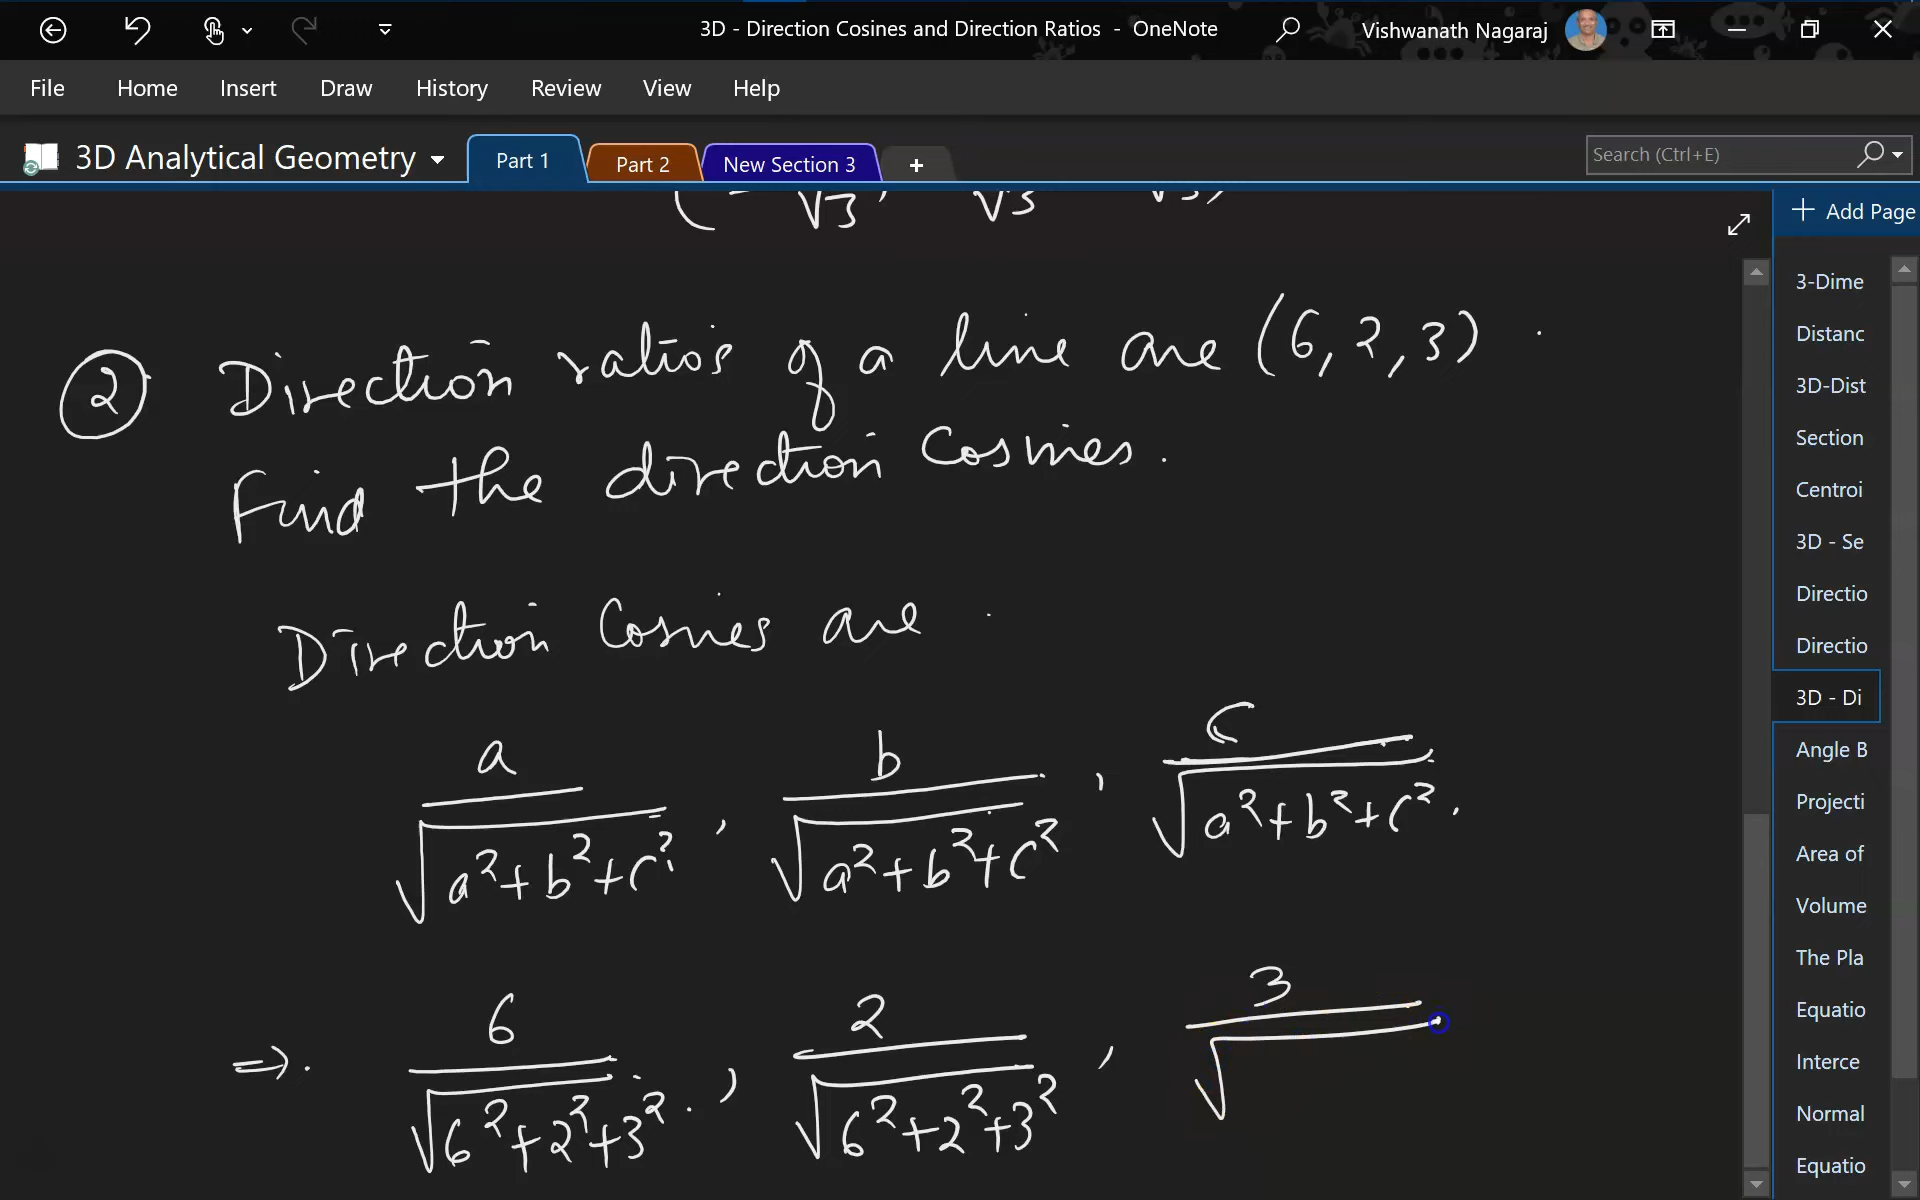 3D - Direction Cosines and Direction Ratios - OneNote
Vishwanath Nagaraj
File Home Insert Draw History Review View Help
3D Analytical Geometry
Part 1
Part 2
New Section 3
+
Search (Ctrl+E)
+ Add Page
3-Dime
Distanc
3D-Dist
Section
Centroi
3D - Se
Directio
Directio
3D - Di
Angle B
Projecti
Area of
Volume
The Pla
Equatio
Interce
Normal
Equatio
√3, √3 √3)
② Direction ratios of a line are (6, 2, 3).
Find the direction Cosines.
Direction Cosines are
a/√(a²+b²+c²), b/√(a²+b²+c²), c/√(a²+b²+c²).
⇒ 6/√(6²+2²+3²), 2/√(6²+2²+3²), 3/√